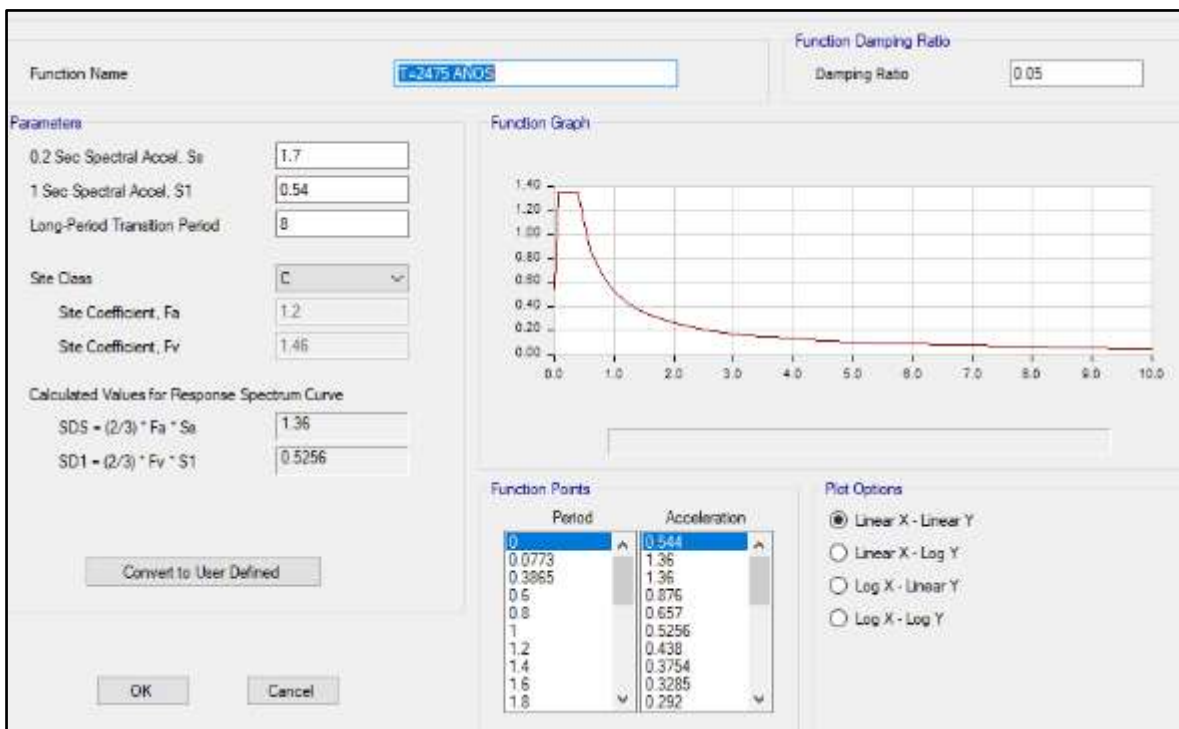 Function Name
T=2475 AÑOS
Function Damping Ratio
Damping Ratio
0.05
Parameters
0.2 Sec Spectral Accel, Ss
1.7
1 Sec Spectral Accel, S1
0.54
Long-Period Transition Period
8
Site Class
C
Site Coefficient, Fa
1.2
Site Coefficient, Fv
1.46
Calculated Values for Response Spectrum Curve
SDS = (2/3) * Fa * Ss
1.36
SD1 = (2/3) * Fv * S1
0.5256
Convert to User Defined
OK
Cancel
Function Graph
1.40
1.20
1.00
0.80
0.60
0.40
0.20
0.00
0.0 1.0 2.0 3.0 4.0 5.0 6.0 7.0 8.0 9.0 10.0
Function Points
Period Acceleration
0 0.544
0.0773 1.36
0.3865 1.36
0.6 0.876
0.8 0.657
1 0.5256
1.2 0.438
1.4 0.3754
1.6 0.3285
1.8 0.292
Plot Options
Linear X - Linear Y
Linear X - Log Y
Log X - Linear Y
Log X - Log Y